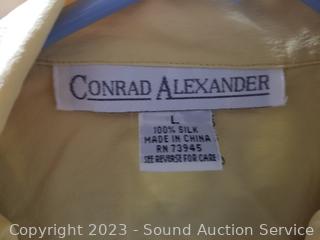 CONRAD ALEXANDER
L
100% SILK
MADE IN CHINA
RN 73945
SEE REVERSE FOR CARE
Copyright © 2023 - Sound Auction Service